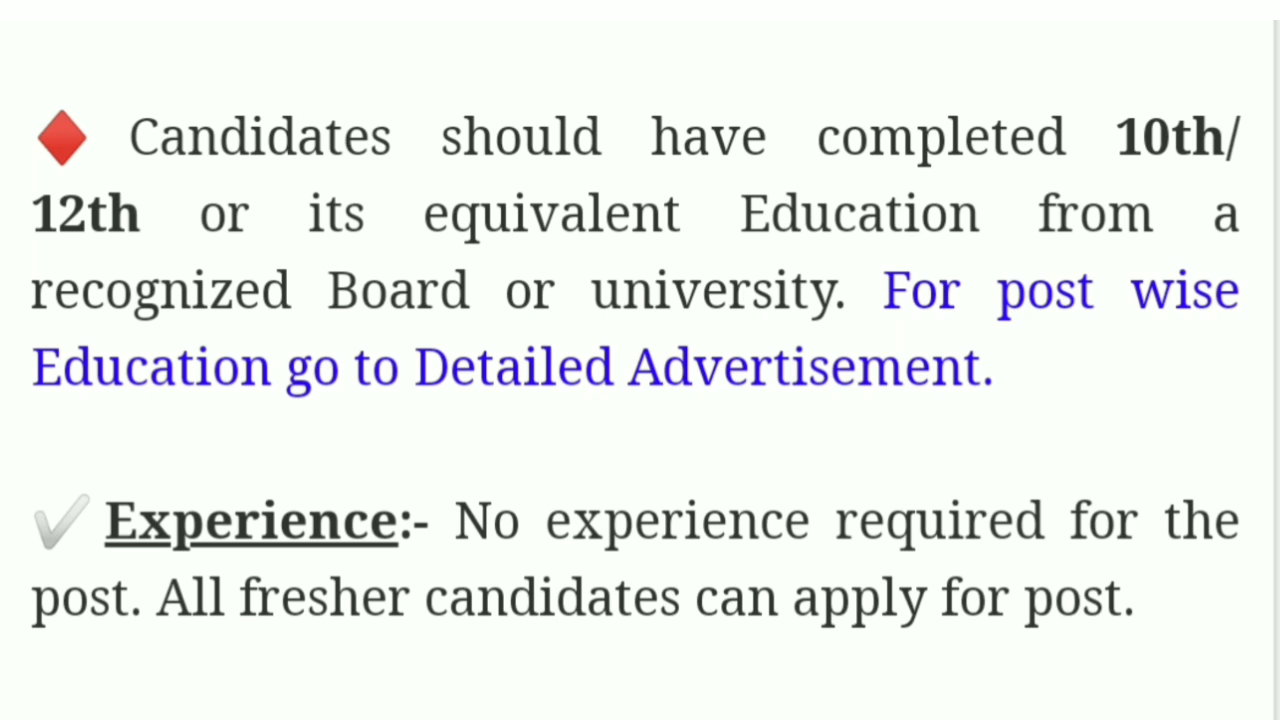 ♦ Candidates should have completed 10th/
12th or its equivalent Education from a
recognized Board or university. For post wise
Education go to Detailed Advertisement.
✔ Experience:- No experience required for the
post. All fresher candidates can apply for post.